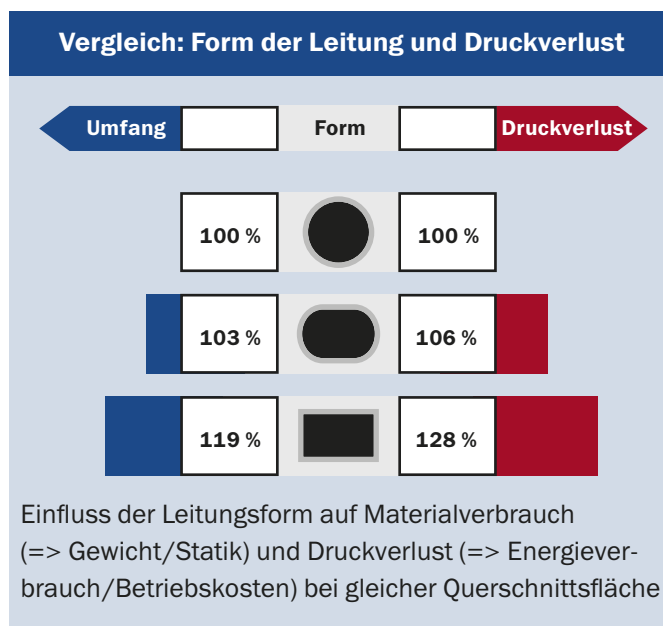 Vergleich: Form der Leitung und Druckverlust
Umfang Form Druckverlust
100 % 100 %
103 % 106 %
119 % 128 %
Einfluss der Leitungsform auf Materialverbrauch
(=> Gewicht/Statik) und Druckverlust (=> Energiever-
brauch/Betriebskosten) bei gleicher Querschnittsfläche